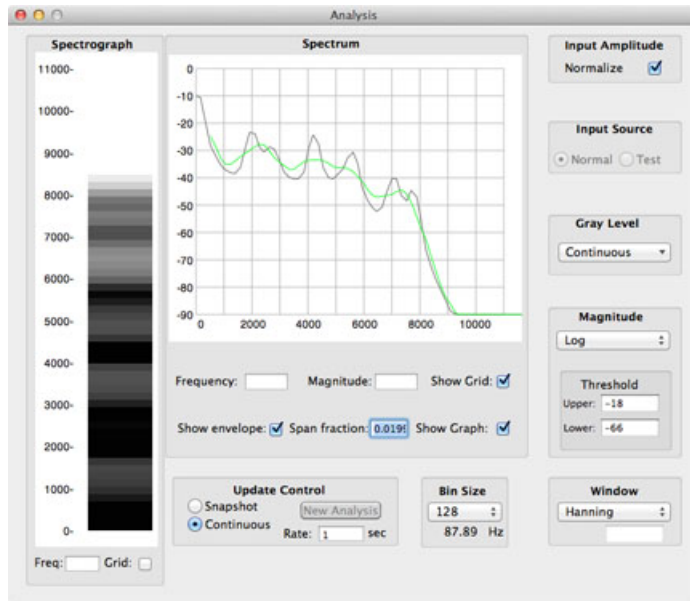 Analysis
Spectrograph
11000-
10000-
9000-
8000-
7000-
6000-
5000-
4000-
3000-
2000-
1000-
0-
Freq:
Grid:
Spectrum
0
-10
-20
-30
-40
-50
-60
-70
-80
-90
0 2000 4000 6000 8000 10000
Frequency: Magnitude: Show Grid:
Show envelope: Span fraction: 0.0199 Show Graph:
Update Control
Snapshot New Analysis
Continuous
Rate: 1 sec
Bin Size
128
87.89 Hz
Input Amplitude
Normalize
Input Source
Normal Test
Gray Level
Continuous
Magnitude
Log
Threshold
Upper: -18
Lower: -66
Window
Hanning